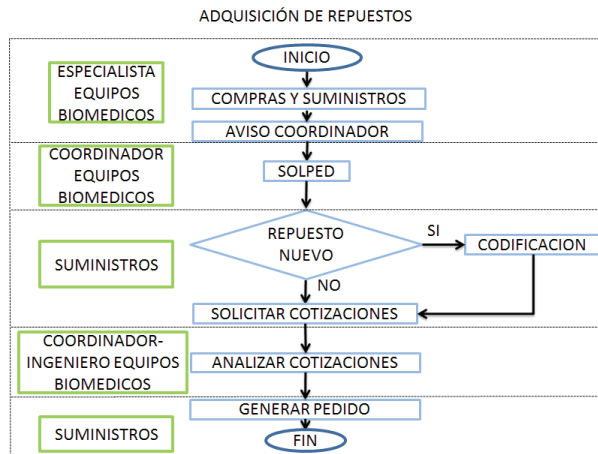 ADQUISICIÓN DE REPUESTOS
INICIO
ESPECIALISTA
EQUIPOS
BIOMEDICOS
COMPRAS Y SUMINISTROS
AVISO COORDINADOR
COORDINADOR
EQUIPOS
BIOMEDICOS
SOLPED
REPUESTO
NUEVO
SI
CODIFICACION
SUMINISTROS
NO
SOLICITAR COTIZACIONES
COORDINADOR-
INGENIERO EQUIPOS
BIOMEDICOS
ANALIZAR COTIZACIONES
GENERAR PEDIDO
SUMINISTROS
FIN